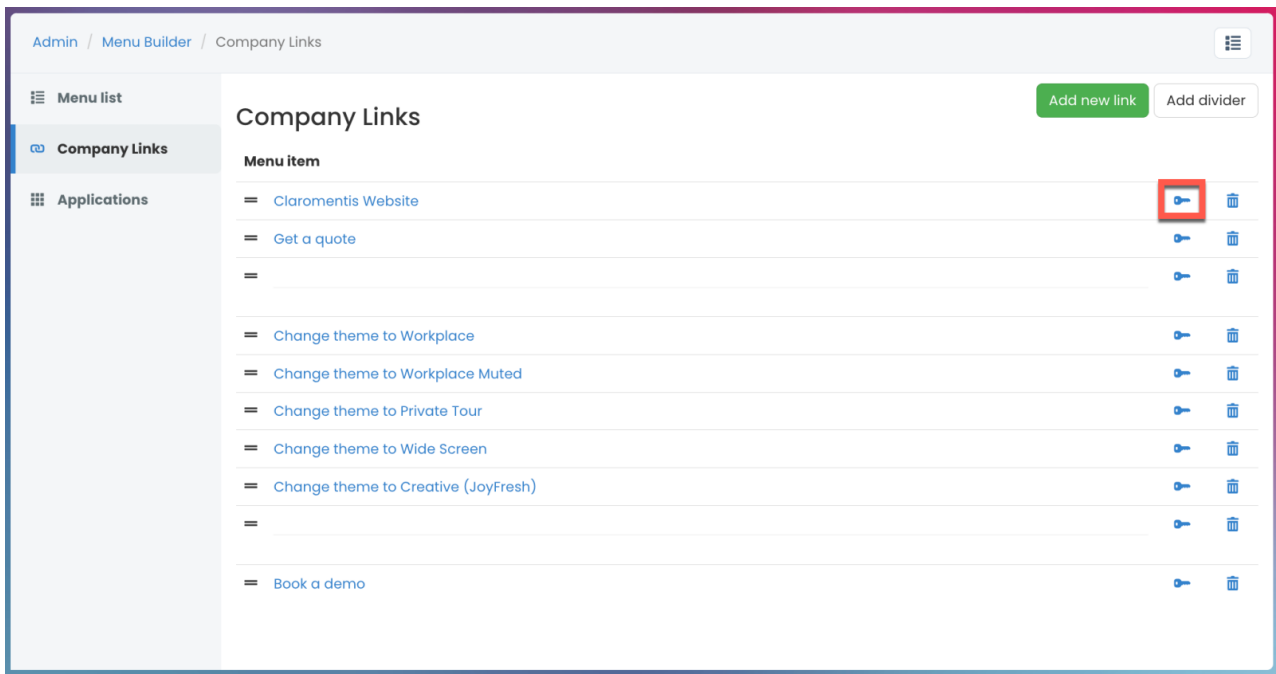 Admin / Menu Builder / Company Links
Menu list
Company Links
Applications
Company Links
Add new link
Add divider
Menu item
Claromentis Website
Get a quote
Change theme to Workplace
Change theme to Workplace Muted
Change theme to Private Tour
Change theme to Wide Screen
Change theme to Creative (JoyFresh)
Book a demo